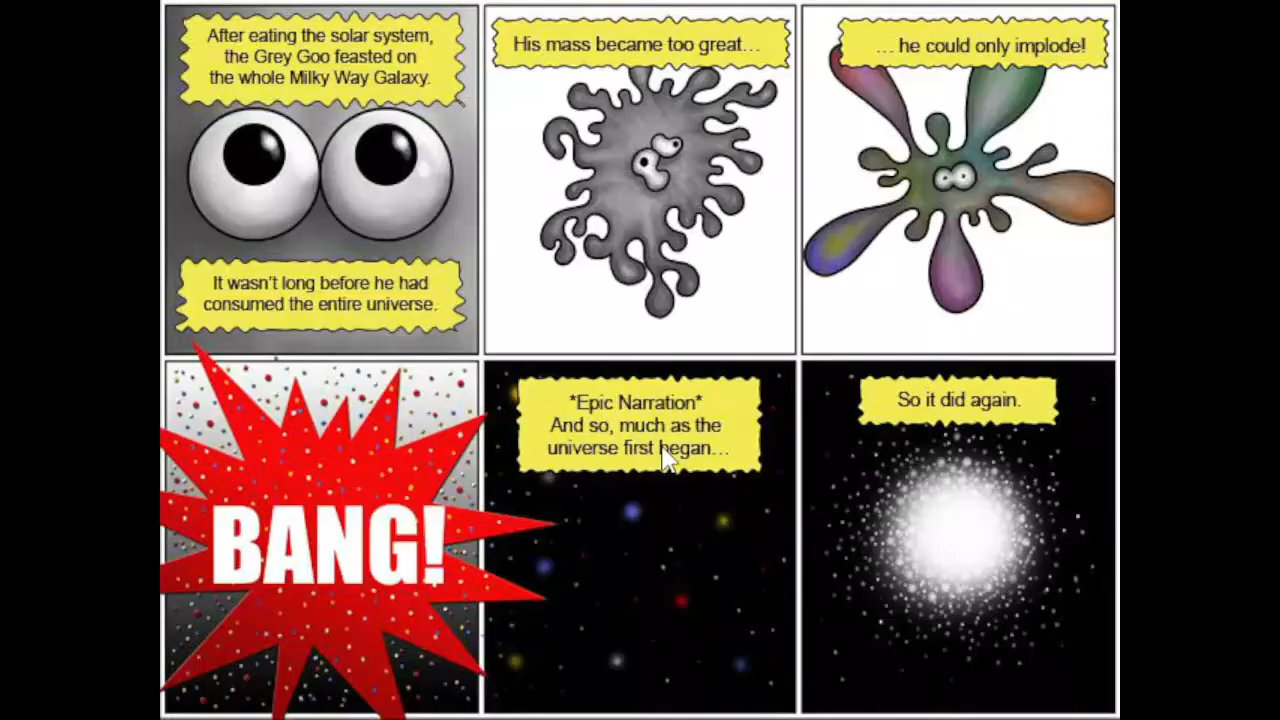 After eating the solar system,
the Grey Goo feasted on
the whole Milky Way Galaxy.
It wasn't long before he had
consumed the entire universe.
His mass became too great...
...he could only implode!
BANG!
*Epic Narration*
And so, much as the
universe first began...
So it did again.